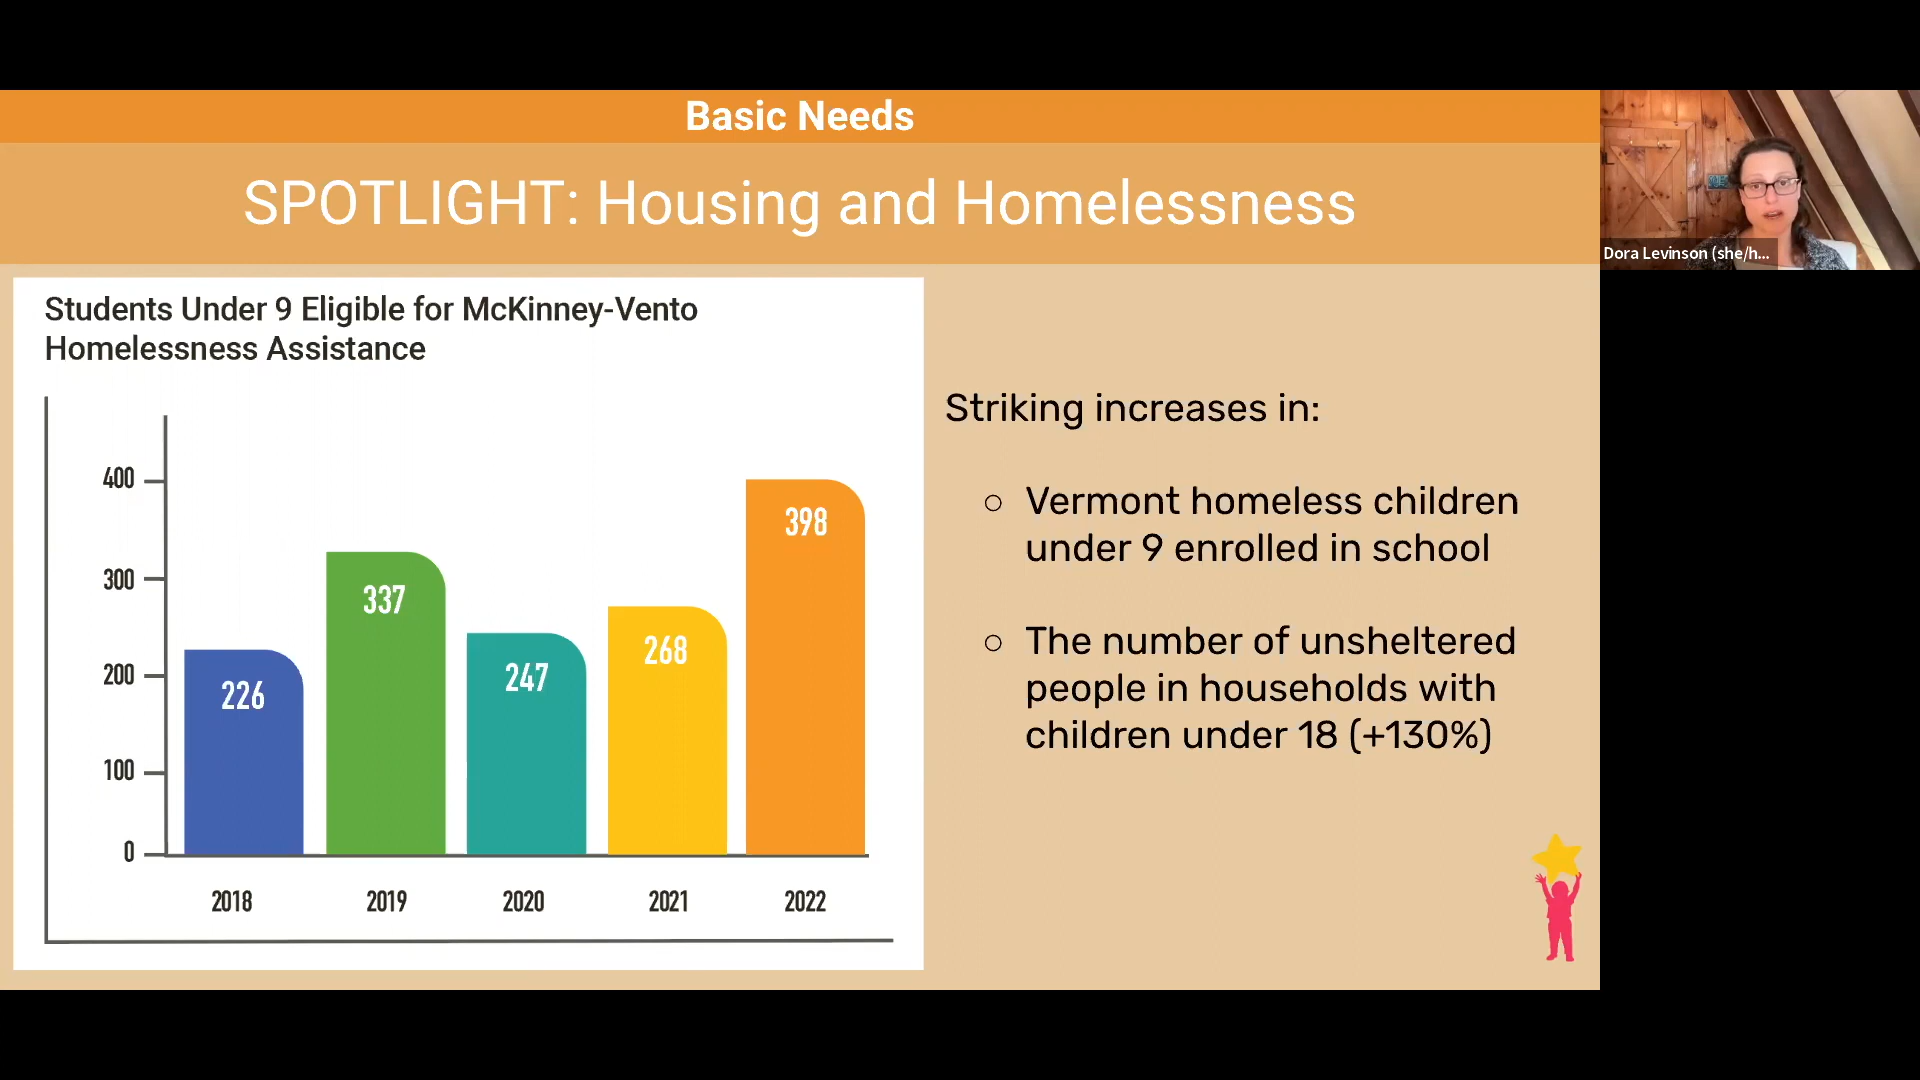 Basic Needs
SPOTLIGHT: Housing and Homelessness
Dora Levinson (she/h...
Students Under 9 Eligible for McKinney-Vento
Homelessness Assistance
400
300
200
100
0
226
337
247
268
398
2018
2019
2020
2021
2022
Striking increases in:
○ Vermont homeless children
under 9 enrolled in school
○ The number of unsheltered
people in households with
children under 18 (+130%)